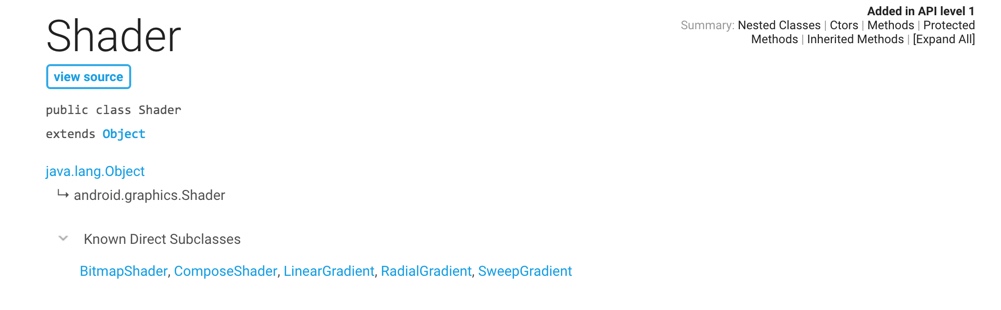 Shader
Added in API level 1
Summary: Nested Classes | Ctors | Methods | Protected
Methods | Inherited Methods | [Expand All]
view source
public class Shader
extends Object
java.lang.Object
↳ android.graphics.Shader
Known Direct Subclasses
BitmapShader, ComposeShader, LinearGradient, RadialGradient, SweepGradient